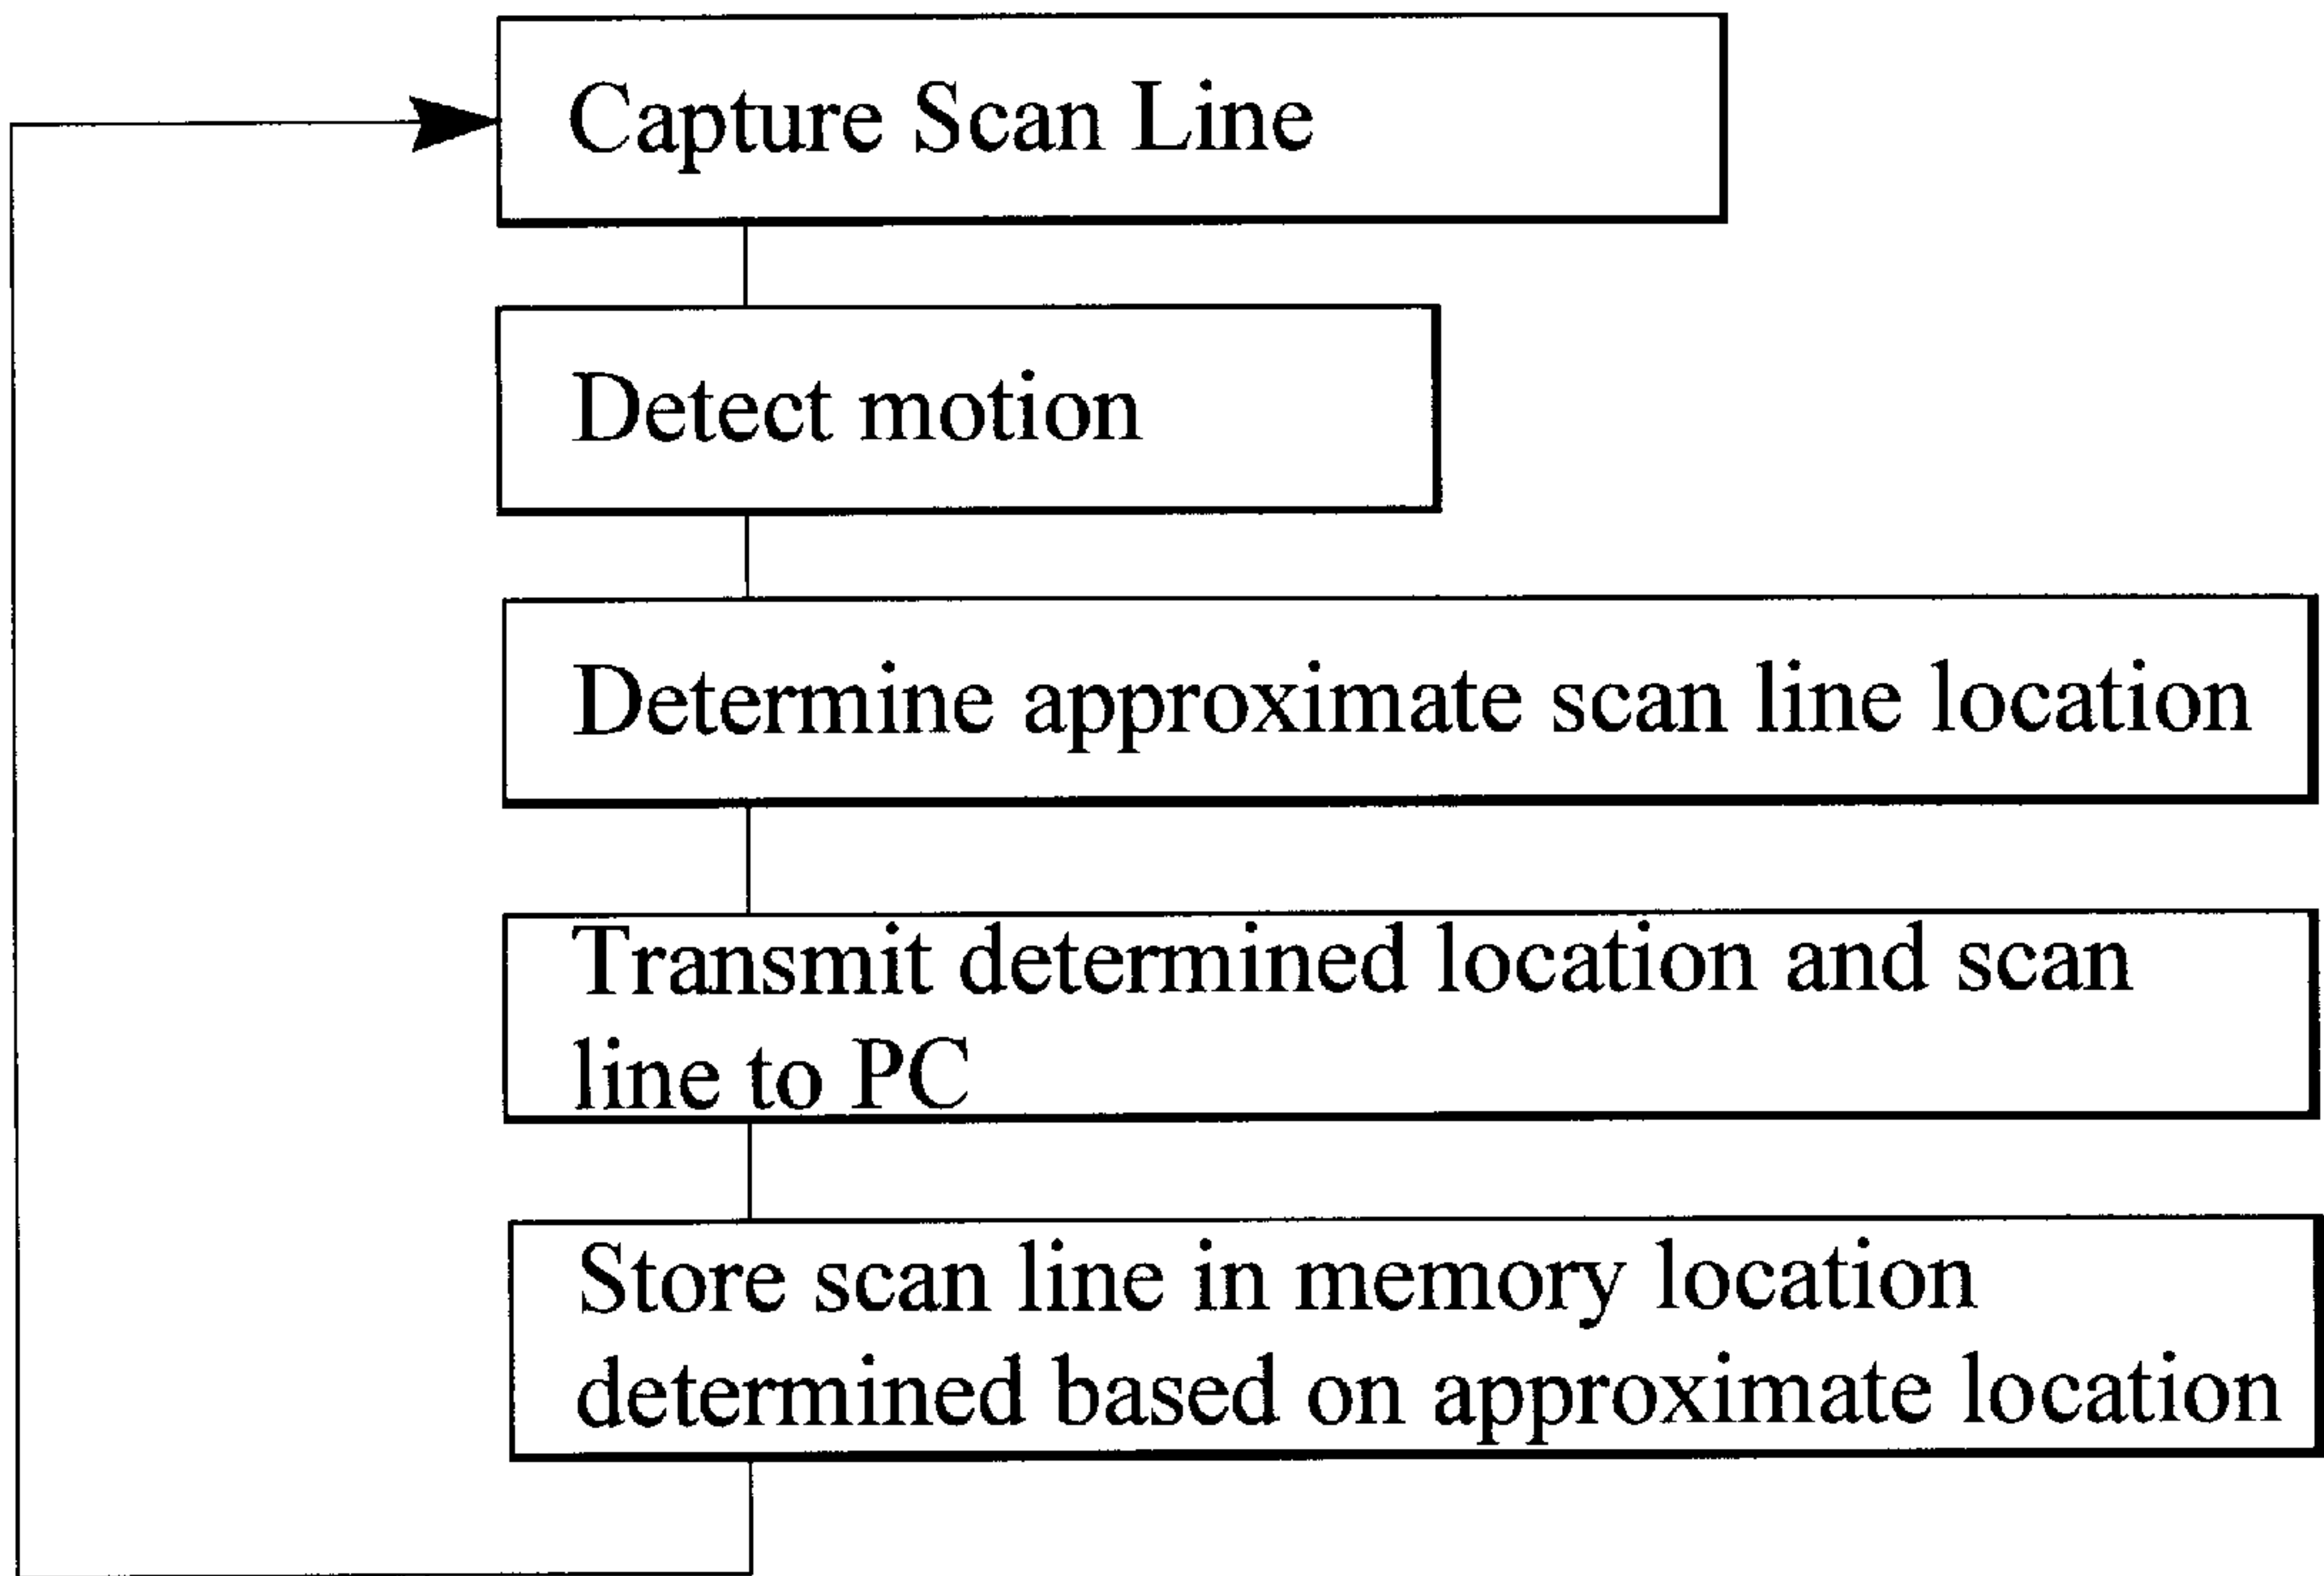 Capture Scan Line
Detect motion
Determine approximate scan line location
Transmit determined location and scan
line to PC
Store scan line in memory location
determined based on approximate location